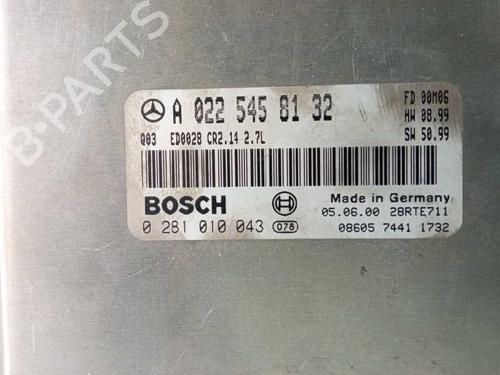 B-PARTS
A 022 545 81 32
FD 00M06
Q03 ED0028 CR2.14 2.7L
HW 08.99
SW 50.99
BOSCH
Made in Germany
05.06.00 28RTE711
0 281 010 043 078
08605 7441 1732